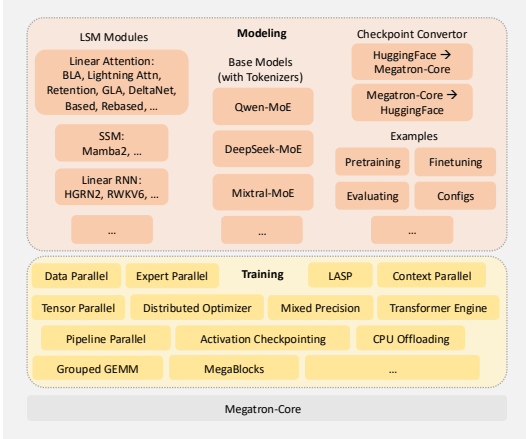 Modeling
LSM Modules
Linear Attention:
BLA, Lightning Attn,
Retention, GLA, DeltaNet,
Based, Rebased, ...
SSM:
Mamba2, ...
Linear RNN:
HGRN2, RWKV6, ...
...
Base Models
(with Tokenizers)
Qwen-MoE
DeepSeek-MoE
Mixtral-MoE
...
Checkpoint Convertor
HuggingFace →
Megatron-Core
Megatron-Core →
HuggingFace
Examples
Pretraining Finetuning
Evaluating Configs
...
Training
Data Parallel Expert Parallel LASP Context Parallel
Tensor Parallel Distributed Optimizer Mixed Precision Transformer Engine
Pipeline Parallel Activation Checkpointing CPU Offloading
Grouped GEMM MegaBlocks ...
Megatron-Core